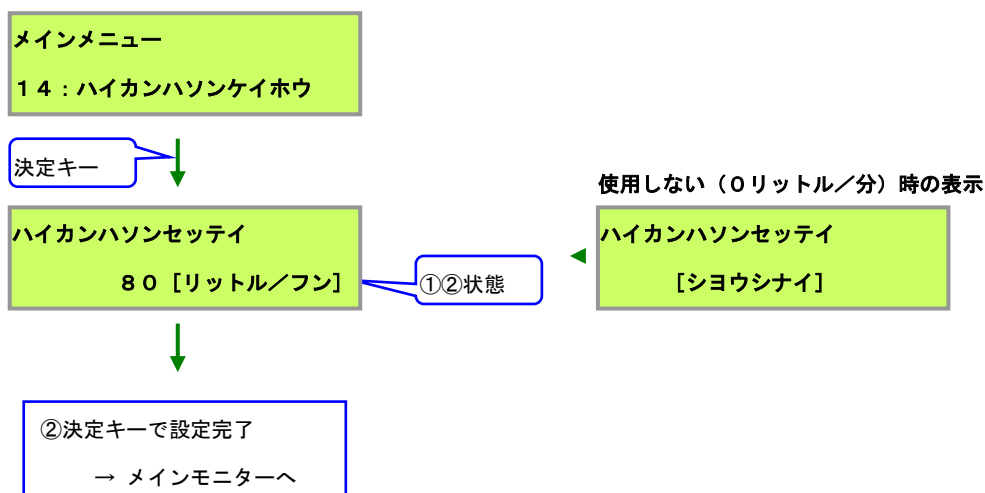 メインメニュー
１４：ハイカンハソンケイホウ
決定キー
使用しない（０リットル／分）時の表示
ハイカンハソンセッテイ
８０［リットル／フン］
①②状態
ハイカンハソンセッテイ
［シヨウシナイ］
②決定キーで設定完了
→ メインモニターへ